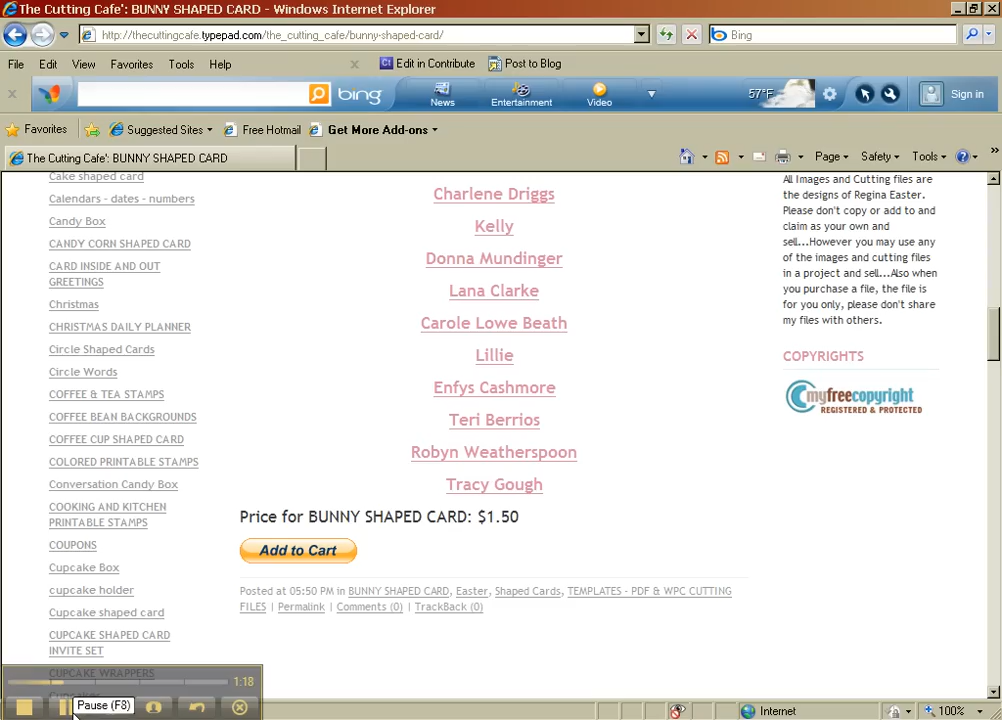 The Cutting Cafe': BUNNY SHAPED CARD - Windows Internet Explorer
http://thecuttingcafe.typepad.com/the_cutting_cafe/bunny-shaped-card/
Bing
File Edit View Favorites Tools Help
Edit in Contribute
Post to Blog
bing
News
Entertainment
Video
57°F
Sign in
Favorites
Suggested Sites
Free Hotmail
Get More Add-ons
The Cutting Cafe': BUNNY SHAPED CARD
Page
Safety
Tools
Cake shaped card
Calendars - dates - numbers
Candy Box
CANDY CORN SHAPED CARD
CARD INSIDE AND OUT
GREETINGS
Christmas
CHRISTMAS DAILY PLANNER
Circle Shaped Cards
Circle Words
COFFEE & TEA STAMPS
COFFEE BEAN BACKGROUNDS
COFFEE CUP SHAPED CARD
COLORED PRINTABLE STAMPS
Conversation Candy Box
COOKING AND KITCHEN
PRINTABLE STAMPS
COUPONS
Cupcake Box
cupcake holder
Cupcake shaped card
CUPCAKE SHAPED CARD
INVITE SET
CUPCAKE WRAPPERS
Charlene Driggs
Kelly
Donna Mundinger
Lana Clarke
Carole Lowe Beath
Lillie
Enfys Cashmore
Teri Berrios
Robyn Weatherspoon
Tracy Gough
Price for BUNNY SHAPED CARD: $1.50
Add to Cart
Posted at 05:50 PM in BUNNY SHAPED CARD, Easter, Shaped Cards, TEMPLATES - PDF & WPC CUTTING
FILES | Permalink | Comments (0) | TrackBack (0)
All Images and Cutting files are
the designs of Regina Easter.
Please don't copy or add to and
claim as your own and
sell...However you may use any
of the images and cutting files
in a project and sell...Also when
you purchase a file, the file is
for you only, please don't share
my files with others.
COPYRIGHTS
myfreecopyright
REGISTERED & PROTECTED
1:18
Pause (F8)
Internet
100%